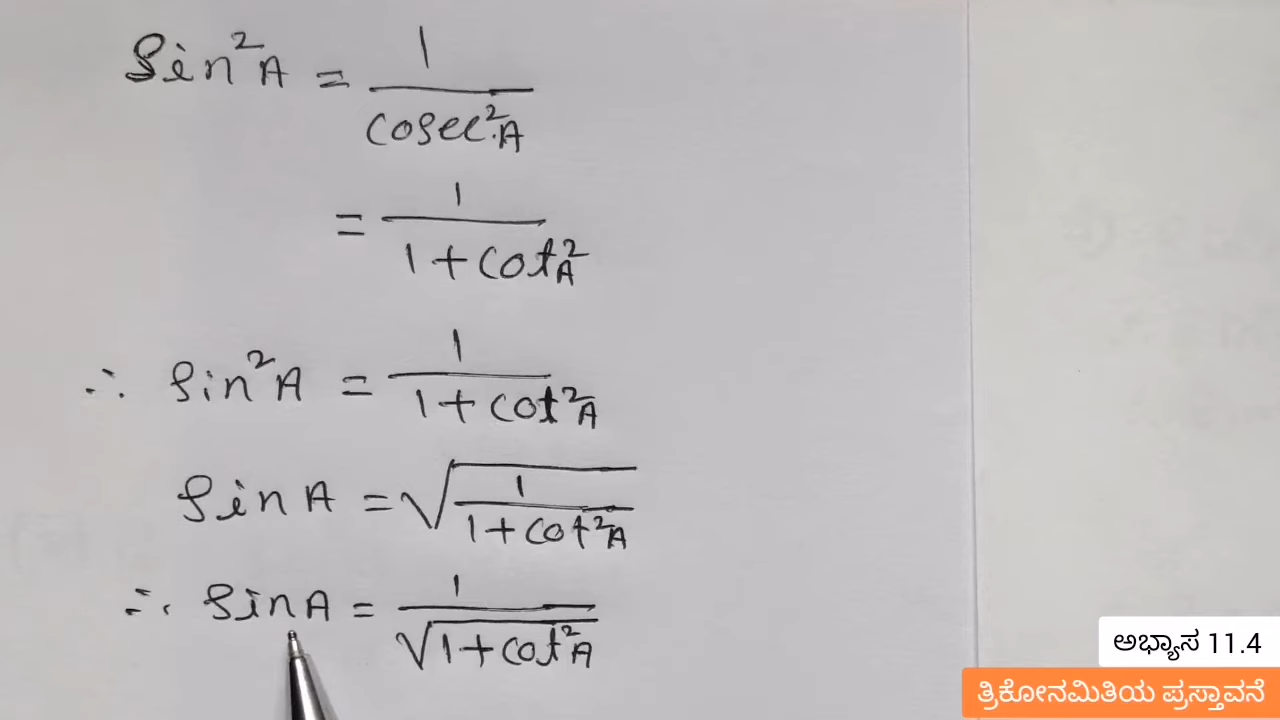 Sin²A = 1/cosec²A
= 1/1+cot²A
∴ Sin²A = 1/1+cot²A
Sin A = √1/1+cot²A
∴ SinA = 1/√1+cot²A
ಅಭ್ಯಾಸ 11.4
ತ್ರಿಕೋನಮಿತಿಯ ಪ್ರಸ್ತಾವನೆ